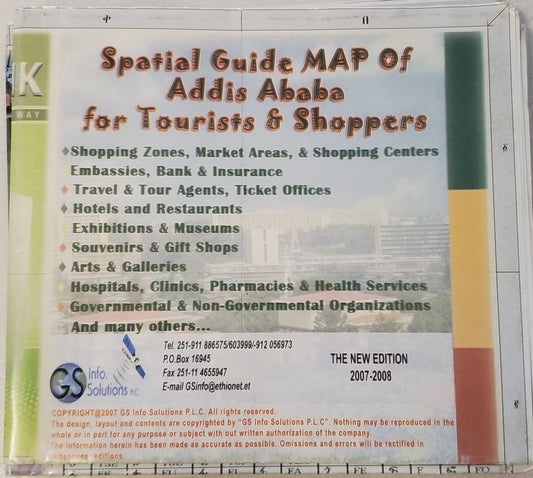 ቀ
በ
Spatial Guide MAP Of
Addis Ababa
for Tourists & Shoppers
K
WAY
Shopping Zones, Market Areas, & Shopping Centers
Embassies, Bank & Insurance
Travel & Tour Agents, Ticket Offices
Hotels and Restaurants
Exhibitions & Museums
Souvenirs & Gift Shops
Arts & Galleries
Hospitals, Clinics, Pharmacies & Health Services
Governmental & Non-Governmental Organizations
And many others...
Tel. 251-911 886575/603999/-912 056973
P.O.Box 16945
Fax 251-11 4655947
E-mail GSinfo@ethionet.et
GS Info.
Solutions P.L.C.
THE NEW EDITION
2007-2008
COPYRIGHT@2007 GS Info Solutions P.L.C. All rights reserved.
The design, layout and contents are copyrighted by "GS Info Solutions P.L.C". Nothing may be reproduced in the
whole or in part for any purpose or subject with out written authorization of the company.
The Information herein has been made as accurate as possible. Omissions and errors will be rectified in
subsequent editions.